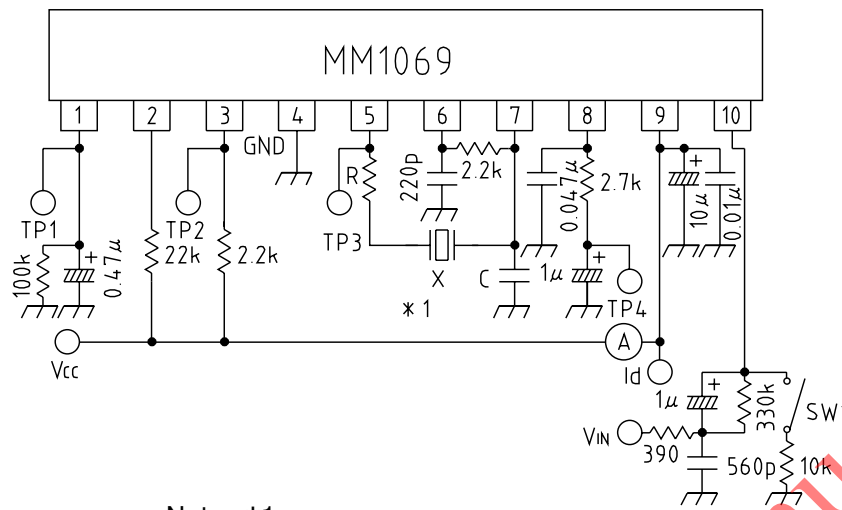 MM1069
1 2 3 4 5 6 7 8 9 10
GND
TP1
100k
0.47μ
22k
TP2
2.2k
R
TP3
220p
2.2k
X
*1
C
0.047μ
2.7k
1μ
TP4
10μ
0.01μ
Vcc
A
Id
1μ
330k
SW
VIN
390
560p
10k